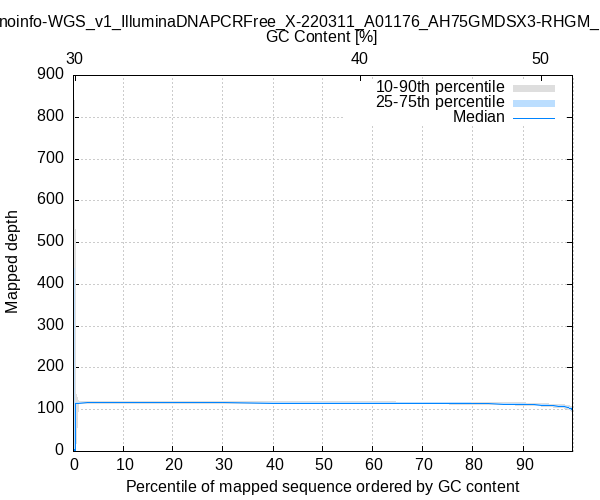 noinfo-WGS_v1_IlluminaDNAPCRFree_X-220311_A01176_AH75GMDSX3-RHGM_
GC Content [%]
30 40 50
900
800
700
600
500
400
300
200
100
0
10-90th percentile
25-75th percentile
Median
Mapped depth
0 10 20 30 40 50 60 70 80 90
Percentile of mapped sequence ordered by GC content